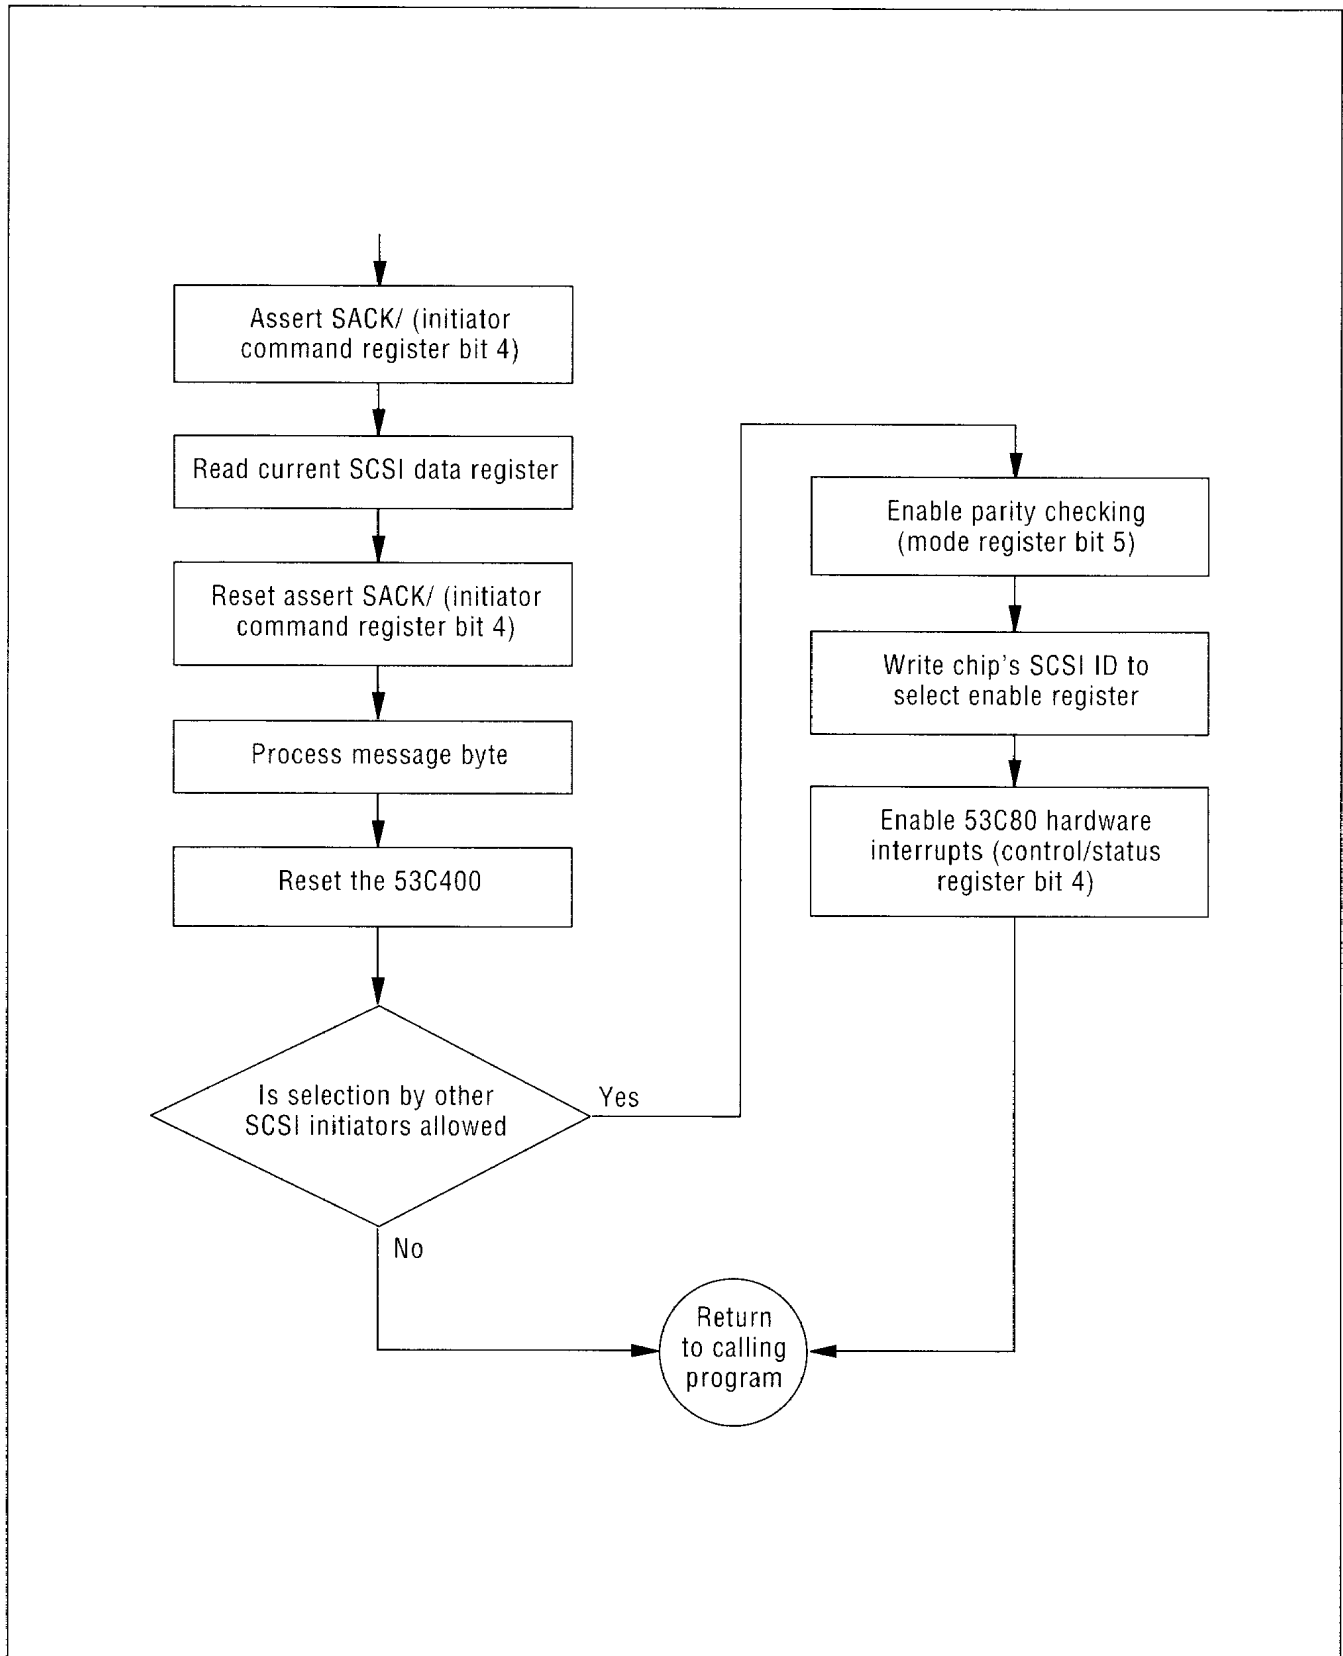 Assert SACK/ (initiator
command register bit 4)
Read current SCSI data register
Reset assert SACK/ (initiator
command register bit 4)
Process message byte
Reset the 53C400
Is selection by other
SCSI initiators allowed
Yes
No
Enable parity checking
(mode register bit 5)
Write chip's SCSI ID to
select enable register
Enable 53C80 hardware
interrupts (control/status
register bit 4)
Return
to calling
program